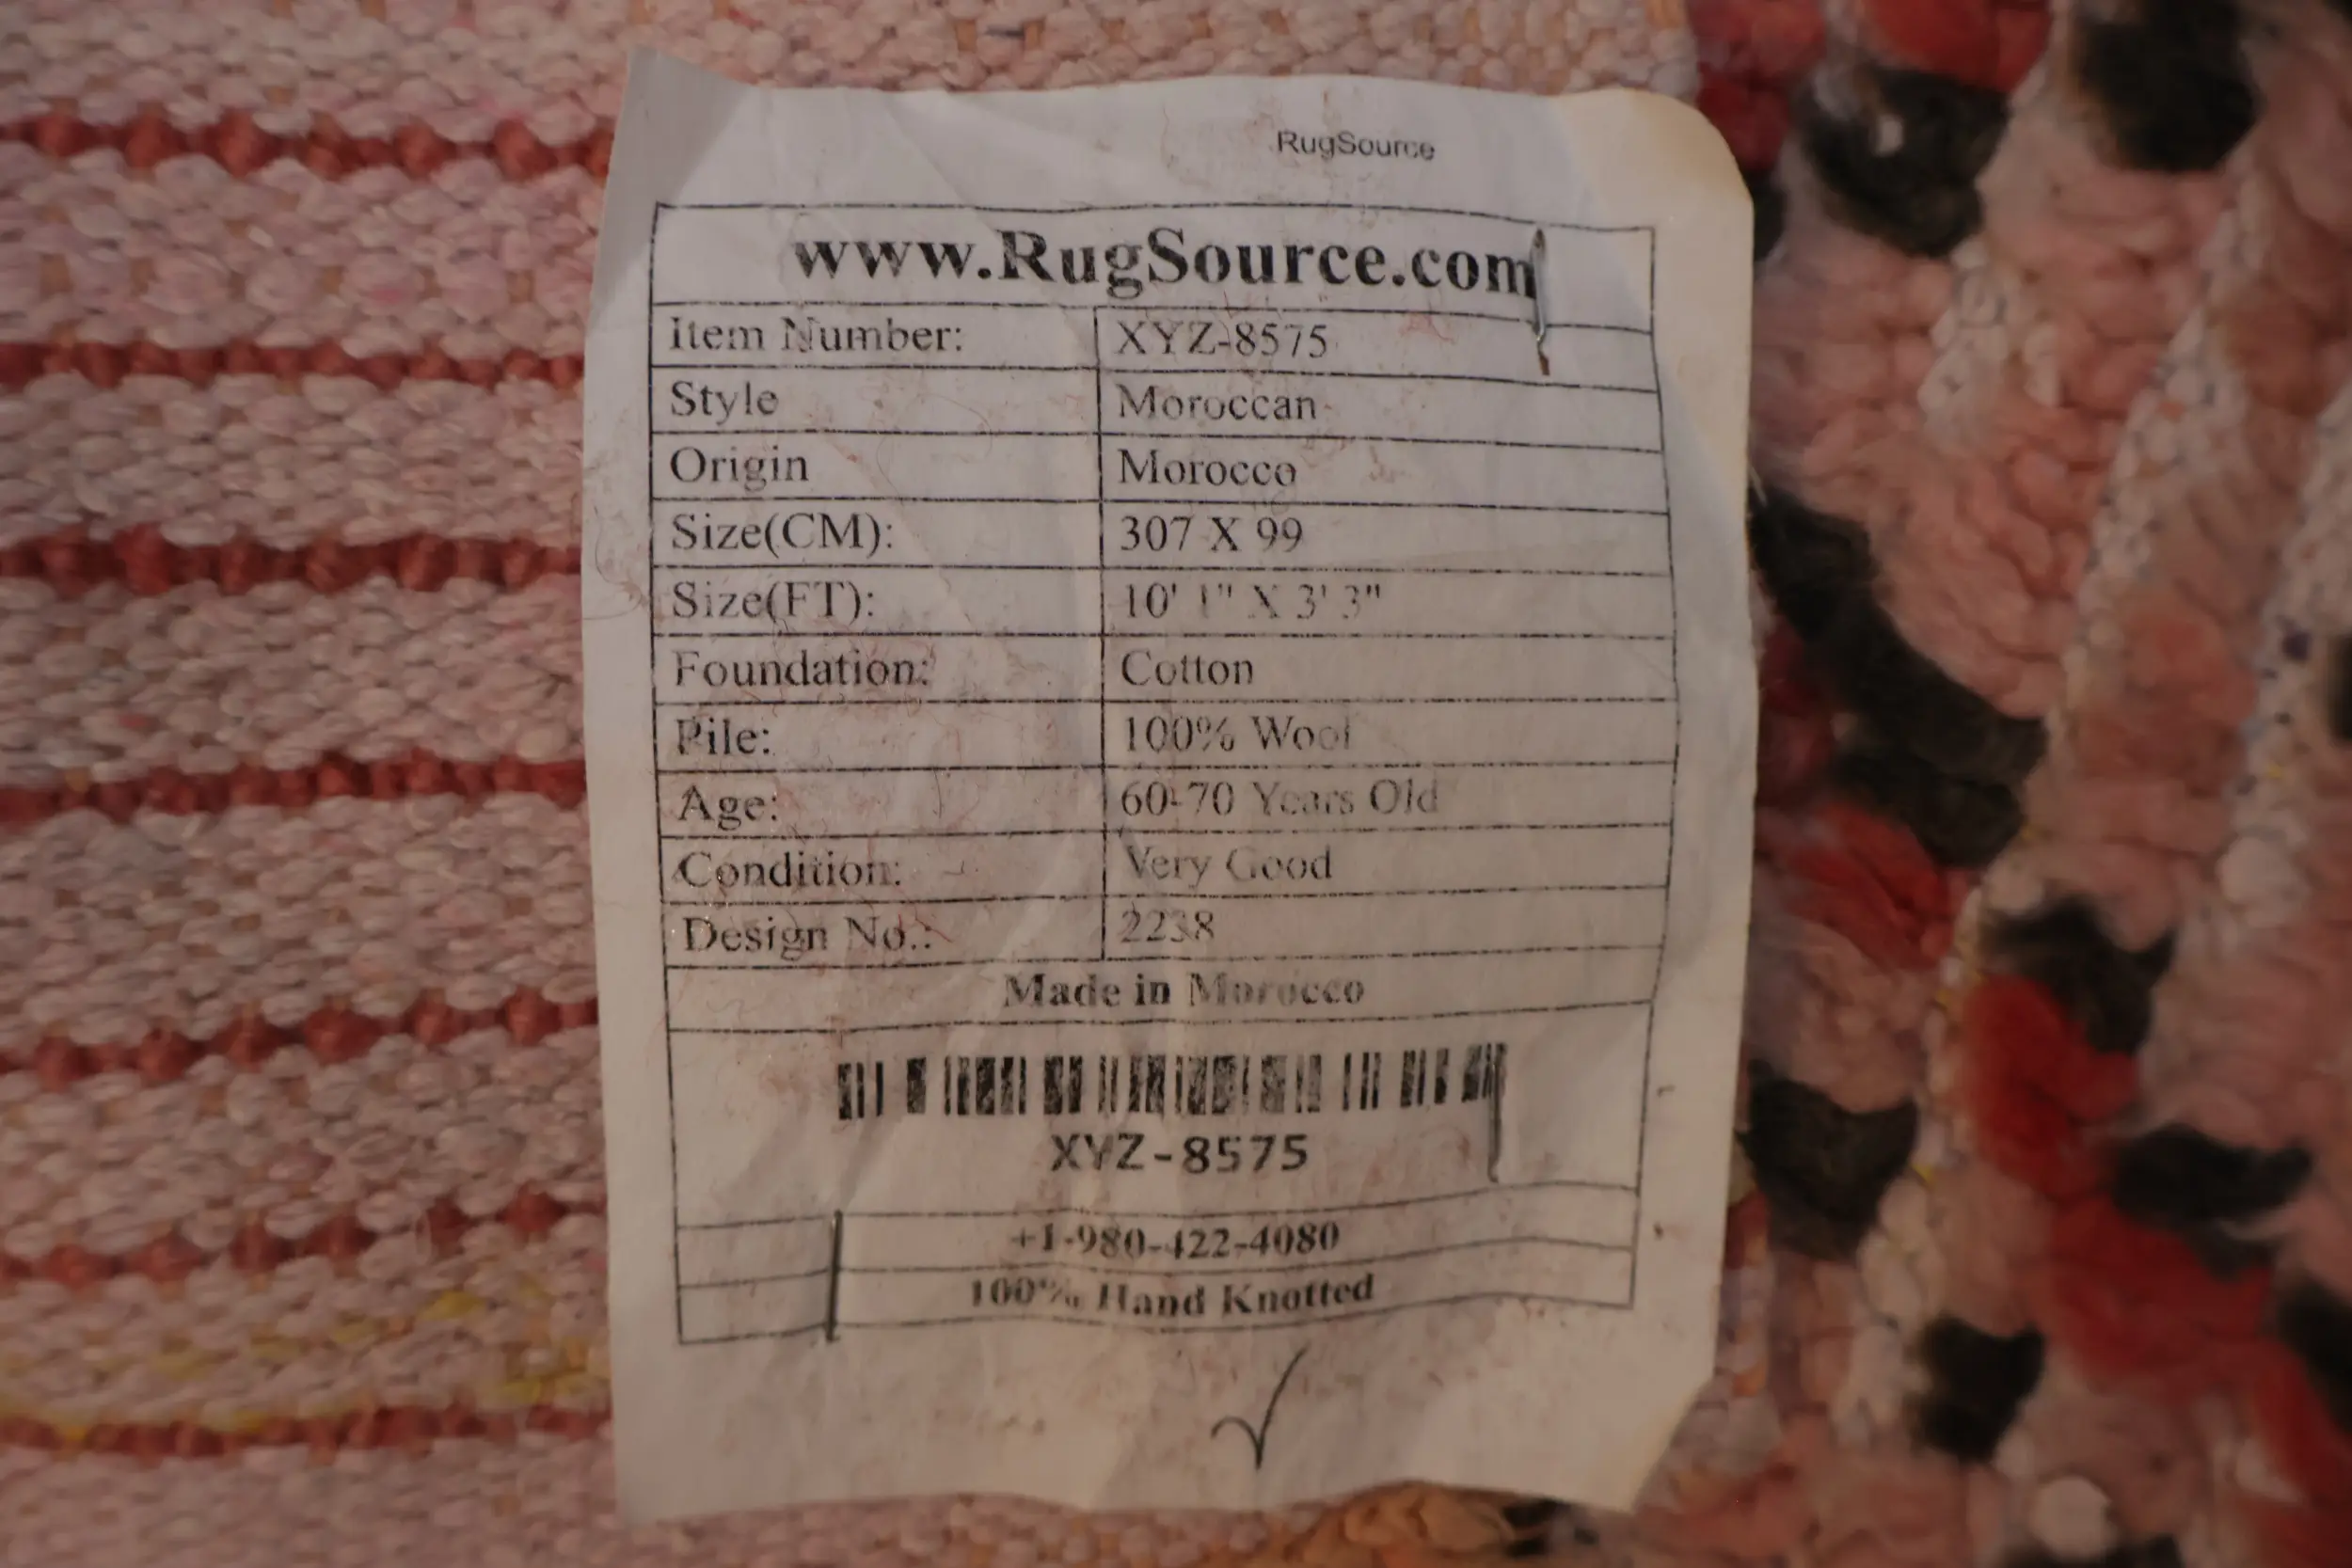 RugSource
www.RugSource.com
Item Number: XYZ-8575
Style Moroccan
Origin Morocco
Size(CM): 307 X 99
Size(FT): 10' 1" X 3' 3"
Foundation: Cotton
Pile: 100% Wool
Age: 60-70 Years Old
Condition: Very Good
Design No.: 2238
Made in Morocco
XYZ-8575
+1-980-422-4080
100% Hand Knotted